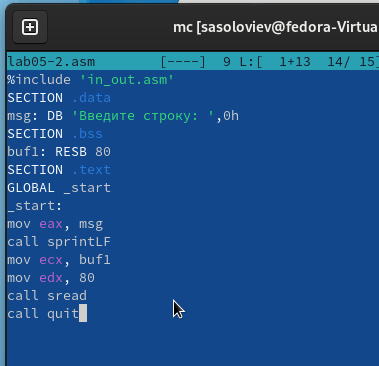 mc [sasoloviev@fedora-Virtua
lab05-2.asm [----] 9 L:[ 1+13 14/ 15]
%include 'in_out.asm'
SECTION .data
msg: DB 'Введите строку: ',0h
SECTION .bss
buf1: RESB 80
SECTION .text
GLOBAL _start
_start:
mov eax, msg
call sprintLF
mov ecx, buf1
mov edx, 80
call sread
call quit